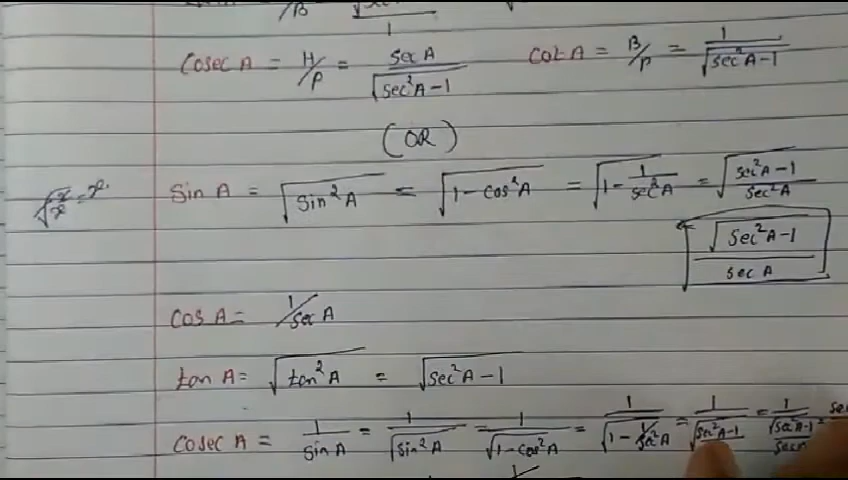 Cosec A = H/P = sec A / √(sec²A − 1)    Cot A = B/P = 1 / √(sec²A − 1)
(OR)
Sin A = √(Sin²A) = √(1 − cos²A) = √(1 − 1/sec²A) = √((sec²A − 1)/sec²A)
√(sec²A − 1) / sec A
cos A = 1/sec A
tan A = √(tan²A) = √(sec²A − 1)
Cosec A = 1/sin A = 1/√(sin²A) = 1/√(1 − cos²A) = 1/√(1 − 1/sec²A) = 1/√(sec²A − 1) = 1/(√(sec²A − 1)/sec A) =